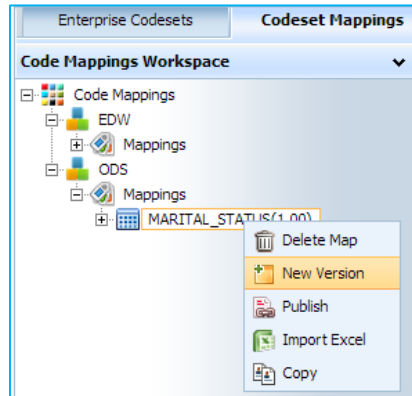 Enterprise Codesets Codeset Mappings
Code Mappings Workspace
Code Mappings
EDW
Mappings
ODS
Mappings
MARITAL_STATUS(1.00)
Delete Map
New Version
Publish
Import Excel
Copy